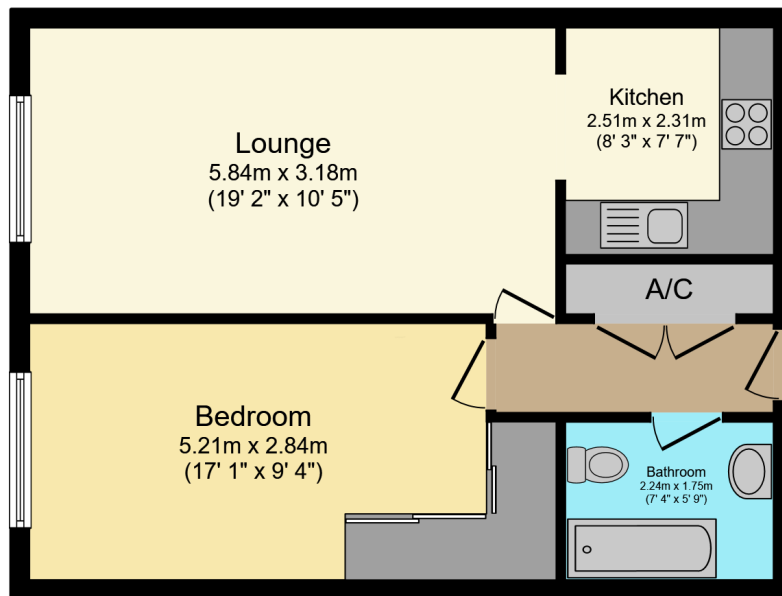 Lounge
5.84m x 3.18m
(19' 2" x 10' 5")
Kitchen
2.51m x 2.31m
(8' 3" x 7' 7")
A/C
Bedroom
5.21m x 2.84m
(17' 1" x 9' 4")
Bathroom
2.24m x 1.75m
(7' 4" x 5' 9")